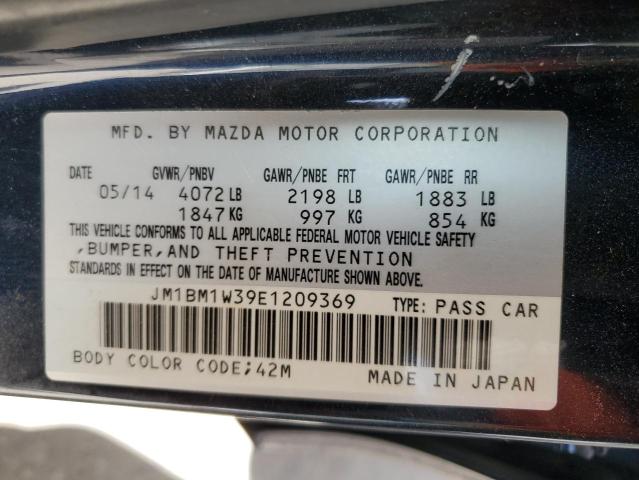 MFD. BY MAZDA MOTOR CORPORATION
DATE GVWR/PNBV GAWR/PNBE FRT GAWR/PNBE RR
05/14 4072 LB 2198 LB 1883 LB
1847 KG 997 KG 854 KG
THIS VEHICLE CONFORMS TO ALL APPLICABLE FEDERAL MOTOR VEHICLE SAFETY
,BUMPER,AND THEFT PREVENTION
STANDARDS IN EFFECT ON THE DATE OF MANUFACTURE SHOWN ABOVE.
JM1BM1W39E1209369 TYPE: PASS CAR
BODY COLOR CODE;42M MADE IN JAPAN